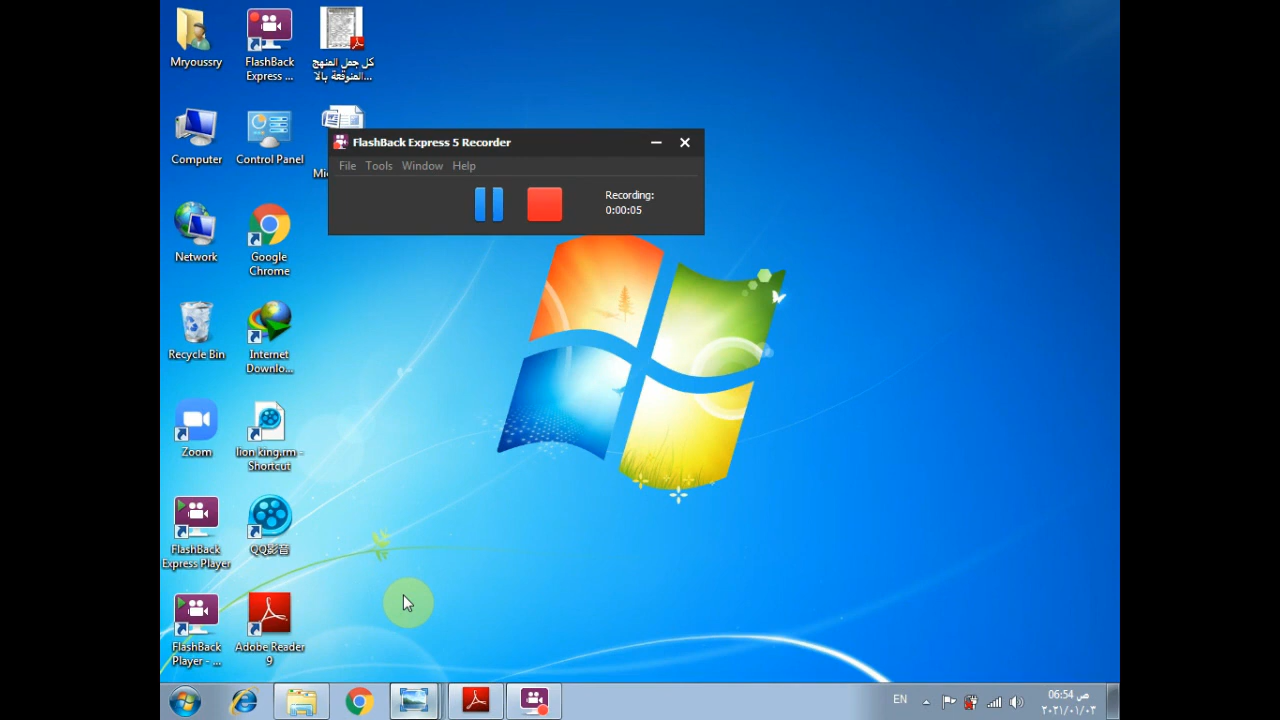 Mryoussry
FlashBack
Express ...
كل جمل المنهج
المتوقعة بالا...
Computer
Control Panel
FlashBack Express 5 Recorder
File Tools Window Help
Recording:
0:00:05
Network
Google
Chrome
Recycle Bin
Internet
Downlo...
Zoom
lion king.rm -
Shortcut
FlashBack
Express Player
QQ影音
FlashBack
Player - ...
Adobe Reader
9
EN
06:54 ص
٢٠٢١/٠١/٠٣